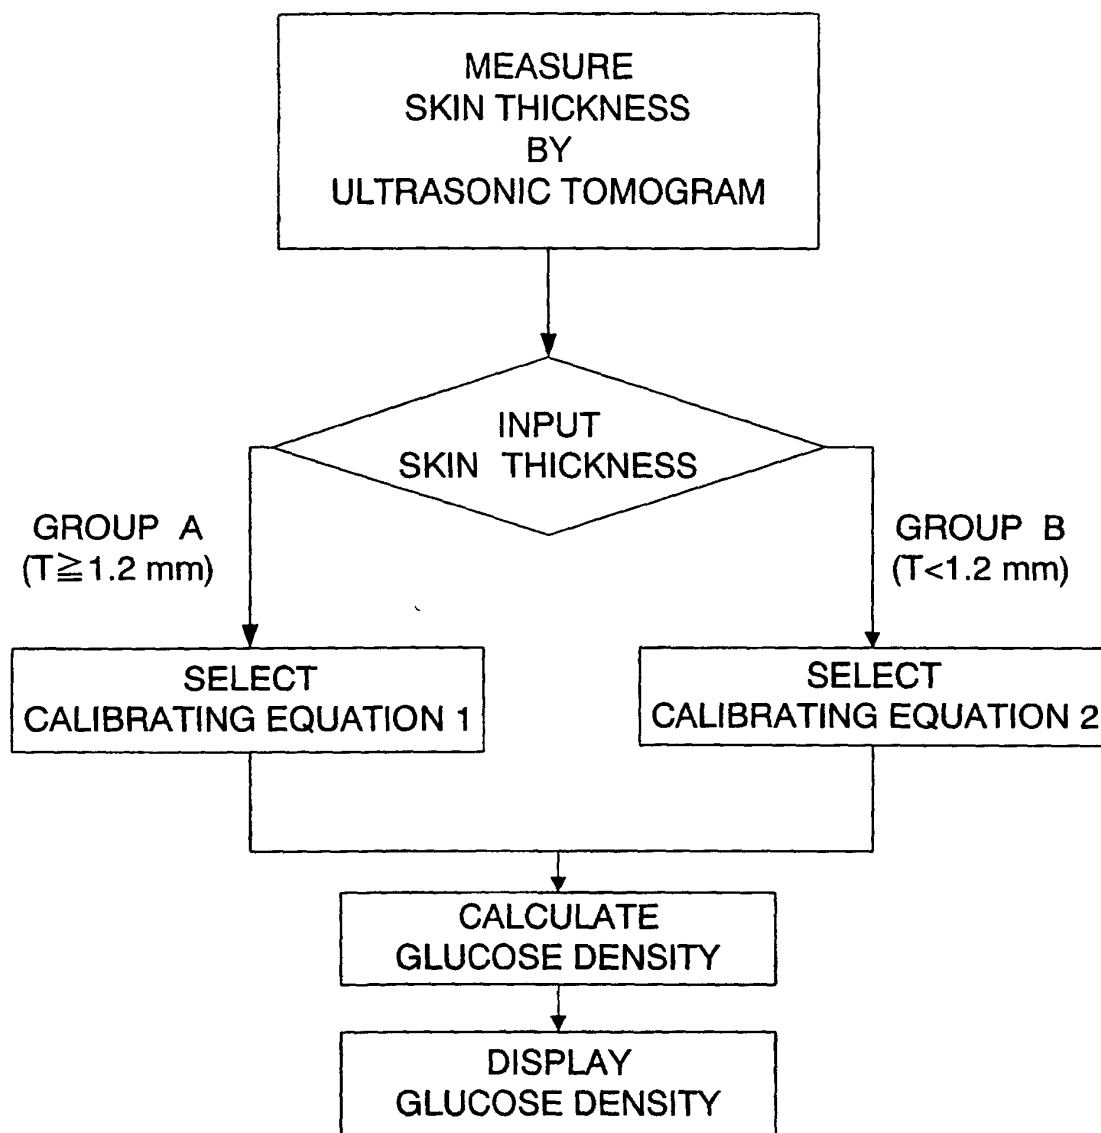 MEASURE
SKIN THICKNESS
BY
ULTRASONIC TOMOGRAM
INPUT
SKIN THICKNESS
GROUP A
(T≧1.2 mm)
GROUP B
(T<1.2 mm)
SELECT
CALIBRATING EQUATION 1
SELECT
CALIBRATING EQUATION 2
CALCULATE
GLUCOSE DENSITY
DISPLAY
GLUCOSE DENSITY